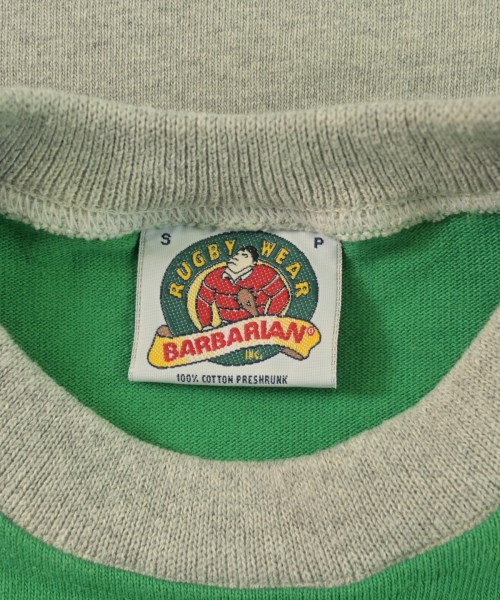 S P
RUGBY WEAR
BARBARIAN®
INC.
100% COTTON PRESHRUNK